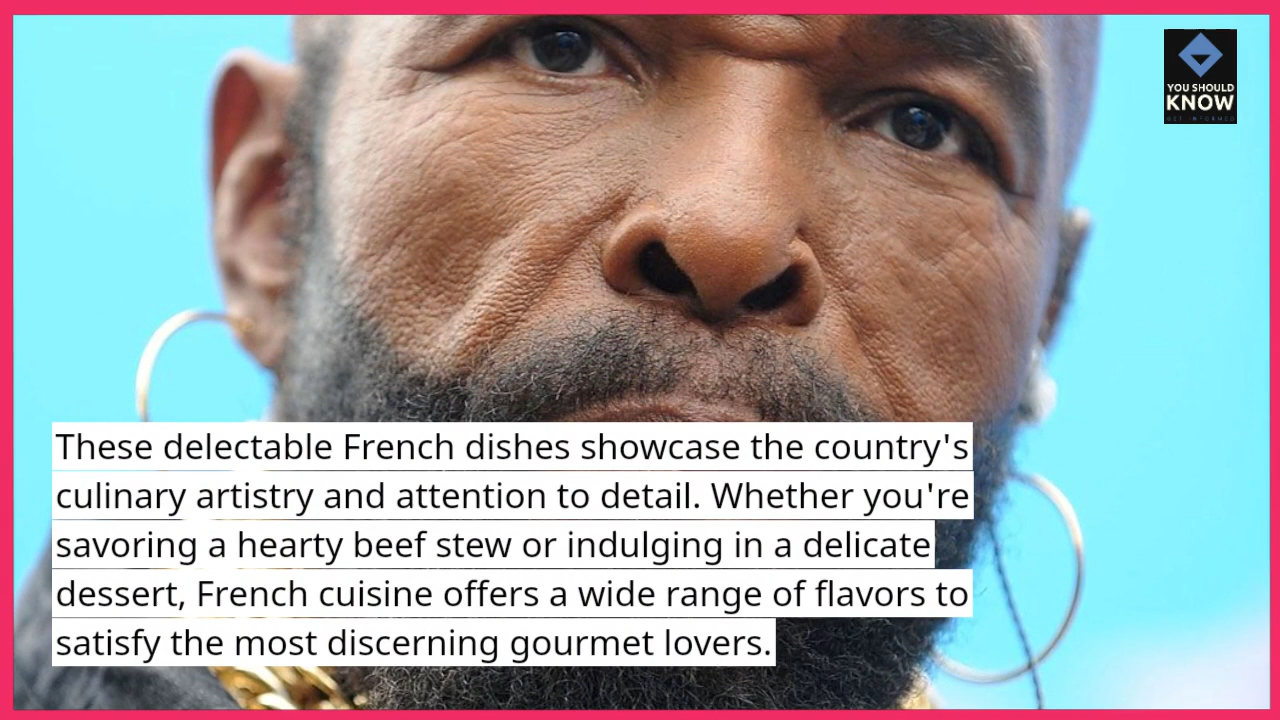 YOU SHOULD
KNOW
GET INFORMED
These delectable French dishes showcase the country's
culinary artistry and attention to detail. Whether you're
savoring a hearty beef stew or indulging in a delicate
dessert, French cuisine offers a wide range of flavors to
satisfy the most discerning gourmet lovers.